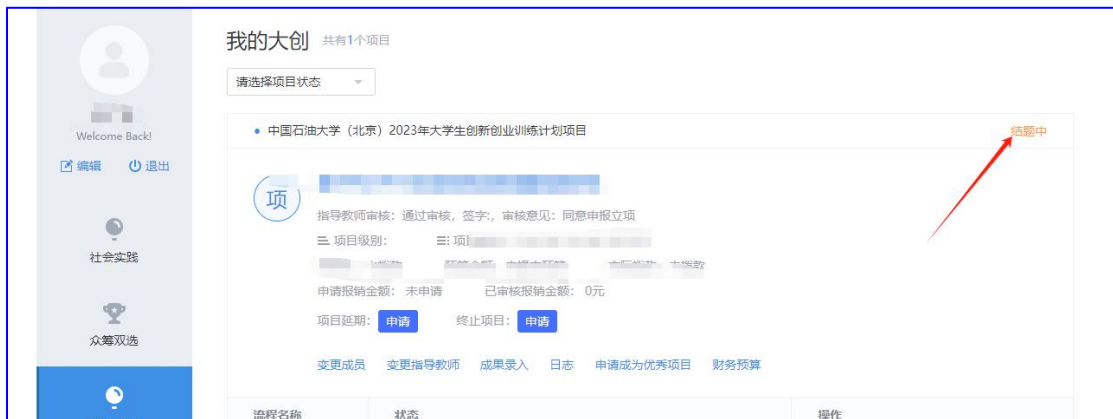 我的大创 共有1个项目
请选择项目状态
Welcome Back!
编辑 退出
社会实践
众筹双选
中国石油大学（北京）2023年大学生创新创业训练计划项目 结题中
项
指导教师审核：通过审核，签字:，审核意见：同意申报立项
项目级别：
申请报销金额：未申请 已审核报销金额：0元
项目延期：申请 终止项目：申请
变更成员 变更指导教师 成果录入 日志 申请成为优秀项目 财务预算
流程名称 状态 操作